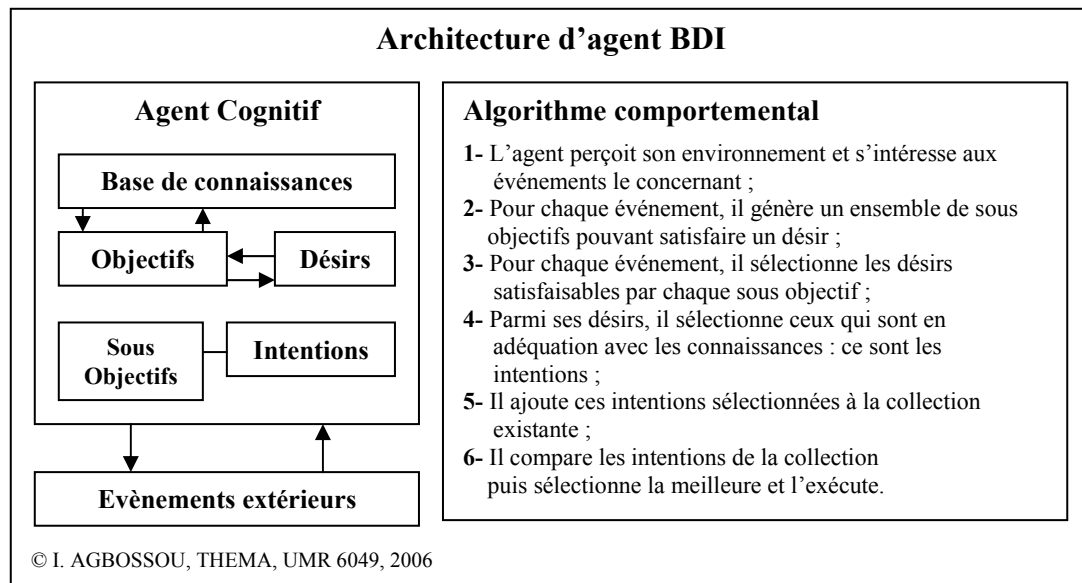 Architecture d'agent BDI
Agent Cognitif
Base de connaissances
Objectifs
Désirs
Sous
Objectifs
Intentions
Evènements extérieurs
Algorithme comportemental
1- L'agent perçoit son environnement et s'intéresse aux
événements le concernant ;
2- Pour chaque événement, il génère un ensemble de sous
objectifs pouvant satisfaire un désir ;
3- Pour chaque événement, il sélectionne les désirs
satisfaisables par chaque sous objectif ;
4- Parmi ses désirs, il sélectionne ceux qui sont en
adéquation avec les connaissances : ce sont les
intentions ;
5- Il ajoute ces intentions sélectionnées à la collection
existante ;
6- Il compare les intentions de la collection
puis sélectionne la meilleure et l'exécute.
© I. AGBOSSOU, THEMA, UMR 6049, 2006